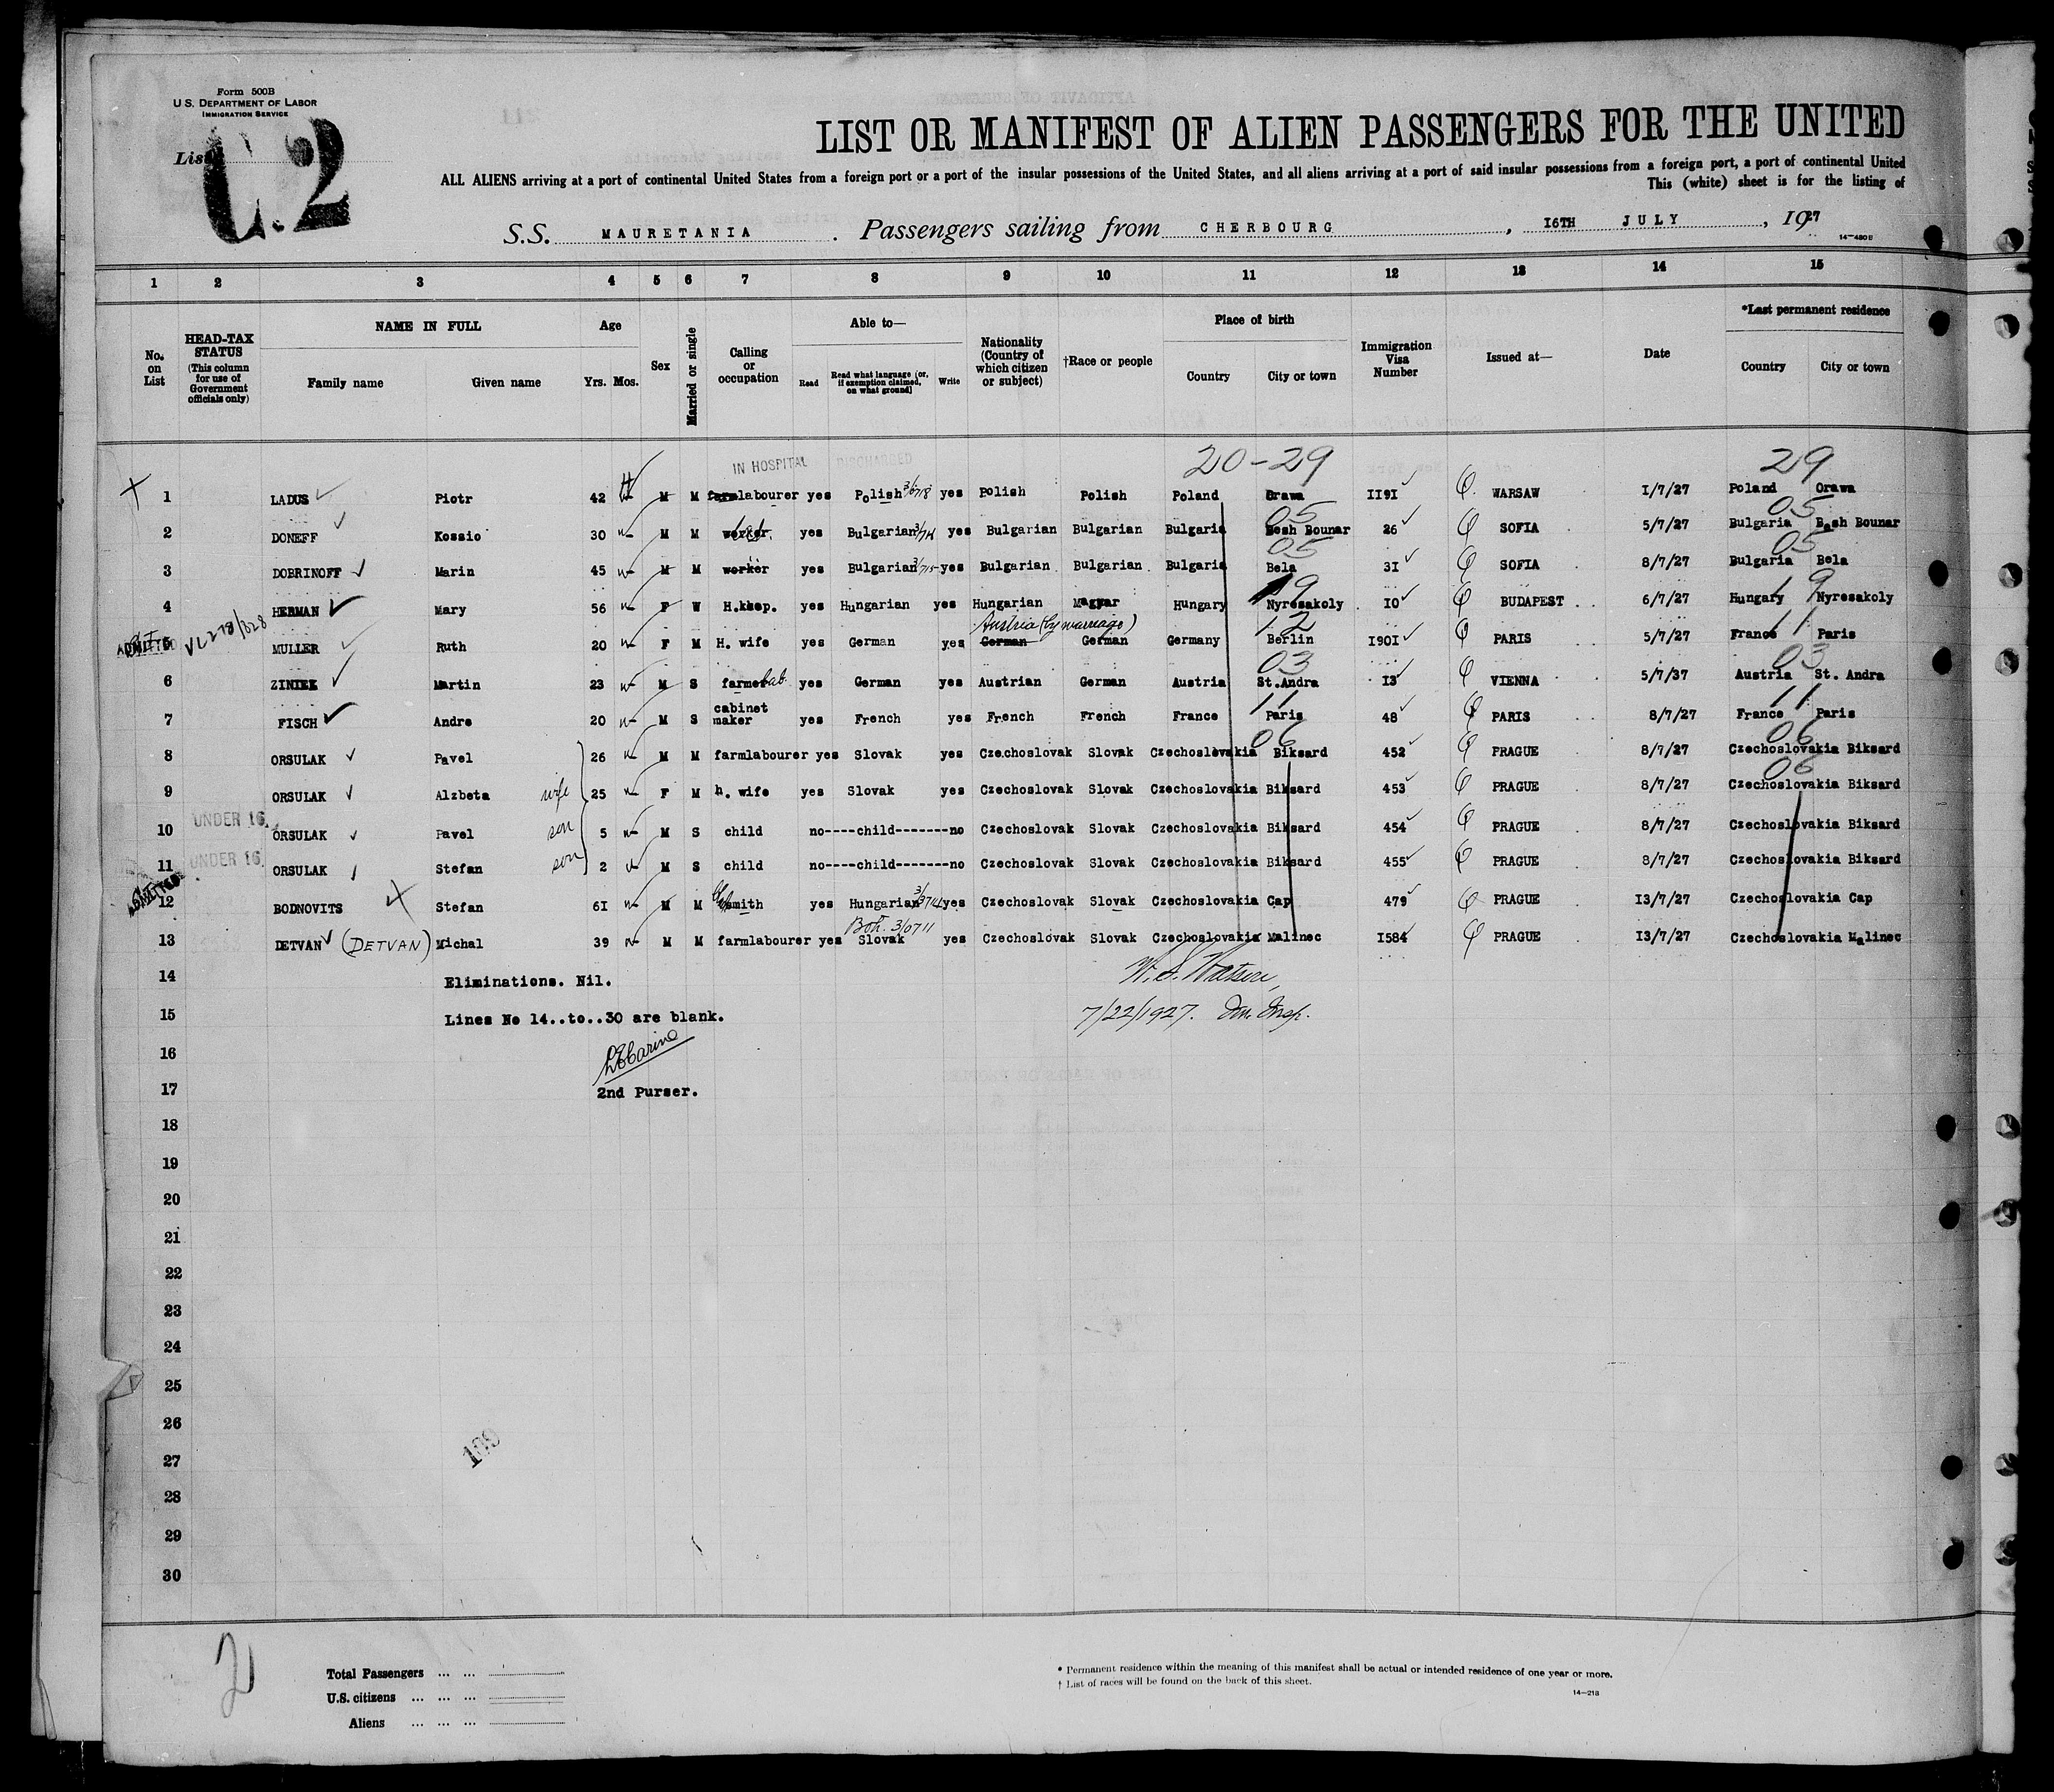 Form 500B
U.S. DEPARTMENT OF LABOR
IMMIGRATION SERVICE
List
C.2
LIST OR MANIFEST OF ALIEN PASSENGERS FOR THE UNITED
ALL ALIENS arriving at a port of continental United States from a foreign port or a port of the insular possessions of the United States, and all aliens arriving at a port of said insular possessions from a foreign port, a port of continental United
This (white) sheet is for the listing of
S.S. MAURETANIA. Passengers sailing from CHERBOURG, 16TH JULY, 1927
14—480B
1 2 3 4 5 6 7 8 9 10 11 12 13 14 15
No. on List
HEAD-TAX STATUS (This column for use of Government officials only)
NAME IN FULL
Family name Given name
Age
Yrs. Mos.
Sex
Married or single
Calling or occupation
Able to—
Read
Read what language (or, if exemption claimed, on what ground)
Write
Nationality (Country of which citizen or subject)
†Race or people
Place of birth
Country City or town
Immigration Visa Number
Issued at—
Date
*Last permanent residence
Country City or town
IN HOSPITAL DISCHARGED 20-29 29
1 LADUS Piotr 42 M M farmlabourer yes Polish yes Polish Polish Poland Orawa 1191 WARSAW 1/7/27 Poland Orawa
05 05
2 DONEFF Kossio 30 M M worker yes Bulgarian yes Bulgarian Bulgarian Bulgaria Besh Bounar 26 SOFIA 5/7/27 Bulgaria Bash Bounar
05 05
3 DOBRINOFF Marin 45 M M worker yes Bulgarian yes Bulgarian Bulgarian Bulgaria Bela 31 SOFIA 8/7/27 Bulgaria Bela
19 19
4 HERMAN Mary 56 F W H.keep. yes Hungarian yes Hungarian Magyar Hungary Nyresakoly 10 BUDAPEST 6/7/27 Hungary Nyresakoly
Austria (by marriage) 12 11
ADMITTED
5 MULLER Ruth 20 F M H. wife yes German yes German German Germany Berlin 1901 PARIS 5/7/27 France Paris
03 03
6 ZINIEK Martin 23 M S farmer lab. yes German yes Austrian German Austria St.Andra 13 VIENNA 5/7/37 Austria St. Andra
11 11
7 FISCH Andre 20 M S cabinet maker yes French yes French French France Paris 48 PARIS 8/7/27 France Paris
06 06
8 ORSULAK Pavel 26 M M farmlabourer yes Slovak yes Czechoslovak Slovak Czechoslovakia Biksard 452 PRAGUE 8/7/27 Czechoslovakia Biksard
06
9 ORSULAK Alzbeta wife 25 F M h. wife yes Slovak yes Czechoslovak Slovak Czechoslovakia Biksard 453 PRAGUE 8/7/27 Czechoslovakia Biksard
UNDER 16
10 ORSULAK Pavel son 5 M S child no----child--------no Czechoslovak Slovak Czechoslovakia Biksard 454 PRAGUE 8/7/27 Czechoslovakia Biksard
UNDER 16
11 ORSULAK Stefan son 2 M S child no----child--------no Czechoslovak Slovak Czechoslovakia Biksard 455 PRAGUE 8/7/27 Czechoslovakia Biksard
ADMITTED
12 BODNOVITS Stefan 61 M M smith yes Hungarian yes Czechoslovak Slovak Czechoslovakia Cap 479 PRAGUE 13/7/27 Czechoslovakia Cap
13 DETVAN (DETVAN) Michal 39 M M farmlabourer yes Slovak yes Czechoslovak Slovak Czechoslovakia Malinec 1584 PRAGUE 13/7/27 Czechoslovakia Malinec
14 Eliminations. Nil. W. S. Watson,
15 Lines No 14..to..30 are blank. 7/22/1927. Imm. Insp.
16
17 2nd Purser.
18
19
20
21
22
23
24
25
26
27
28
29
30
109
2
Total Passengers ... ...
U.S. citizens ... ... ...
Aliens ... ... ...
* Permanent residence within the meaning of this manifest shall be actual or intended residence of one year or more.
† List of races will be found on the back of this sheet.
14—213